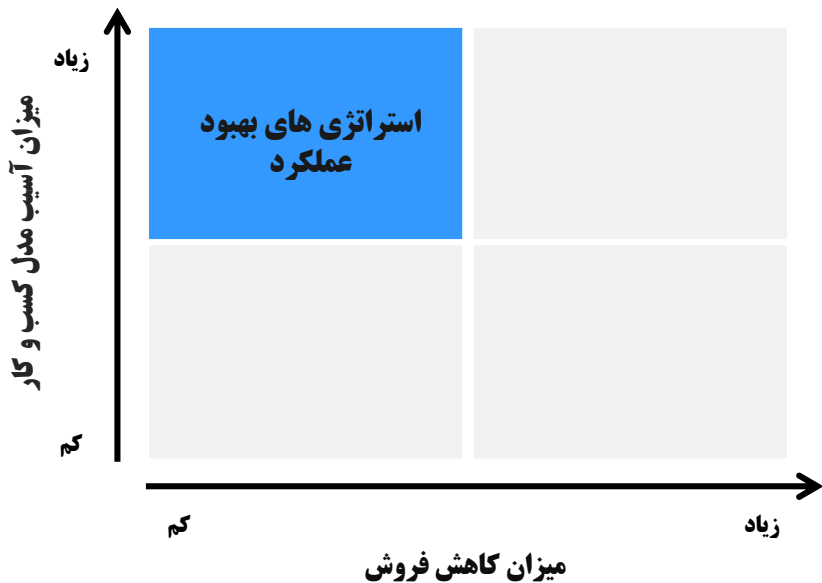 زیاد
میزان آسیب مدل کسب و کار
استراتژی های بهبود
عملکرد
کم
کم
زیاد
میزان کاهش فروش